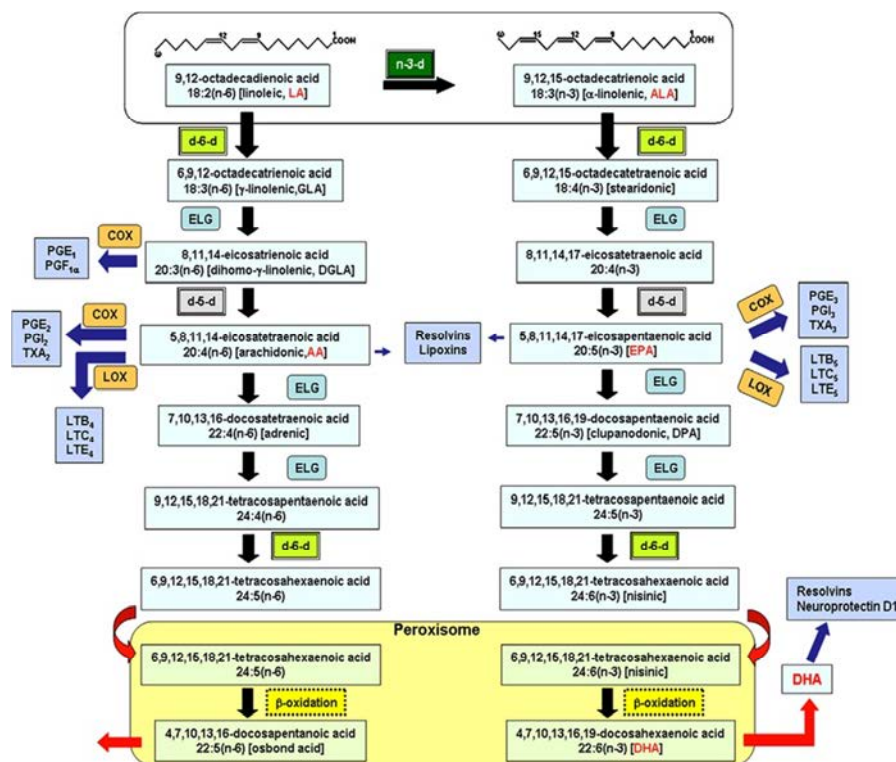 12
9
1
COOH
ω
15
12
9
1
COOH
ω
9,12-octadecadienoic acid
18:2(n-6) [linoleic, LA]
n-3-d
9,12,15-octadecatrienoic acid
18:3(n-3) [α-linolenic, ALA]
d-6-d
d-6-d
6,9,12-octadecatrienoic acid
18:3(n-6) [γ-linolenic,GLA]
6,9,12,15-octadecatetraenoic acid
18:4(n-3) [stearidonic]
ELG
ELG
COX
PGE1
PGF1α
8,11,14-eicosatrienoic acid
20:3(n-6) [dihomo-γ-linolenic, DGLA]
8,11,14,17-eicosatetraenoic acid
20:4(n-3)
d-5-d
d-5-d
COX
PGE2
PGI2
TXA2
5,8,11,14-eicosatetraenoic acid
20:4(n-6) [arachidonic,AA]
Resolvins
Lipoxins
5,8,11,14,17-eicosapentaenoic acid
20:5(n-3) [EPA]
COX
PGE3
PGI3
TXA3
LOX
LTB4
LTC4
LTE4
LOX
LTB5
LTC5
LTE5
ELG
ELG
7,10,13,16-docosatetraenoic acid
22:4(n-6) [adrenic]
7,10,13,16,19-docosapentaenoic acid
22:5(n-3) [clupanodonic, DPA]
ELG
ELG
9,12,15,18,21-tetracosapentaenoic acid
24:4(n-6)
9,12,15,18,21-tetracosapentaenoic acid
24:5(n-3)
d-6-d
d-6-d
6,9,12,15,18,21-tetracosahexaenoic acid
24:5(n-6)
6,9,12,15,18,21-tetracosahexaenoic acid
24:6(n-3) [nisinic]
Resolvins
Neuroprotectin D1
Peroxisome
6,9,12,15,18,21-tetracosahexaenoic acid
24:5(n-6)
6,9,12,15,18,21-tetracosahexaenoic acid
24:6(n-3) [nisinic]
DHA
β-oxidation
β-oxidation
4,7,10,13,16-docosapentanoic acid
22:5(n-6) [osbond acid]
4,7,10,13,16,19-docosahexaenoic acid
22:6(n-3) [DHA]